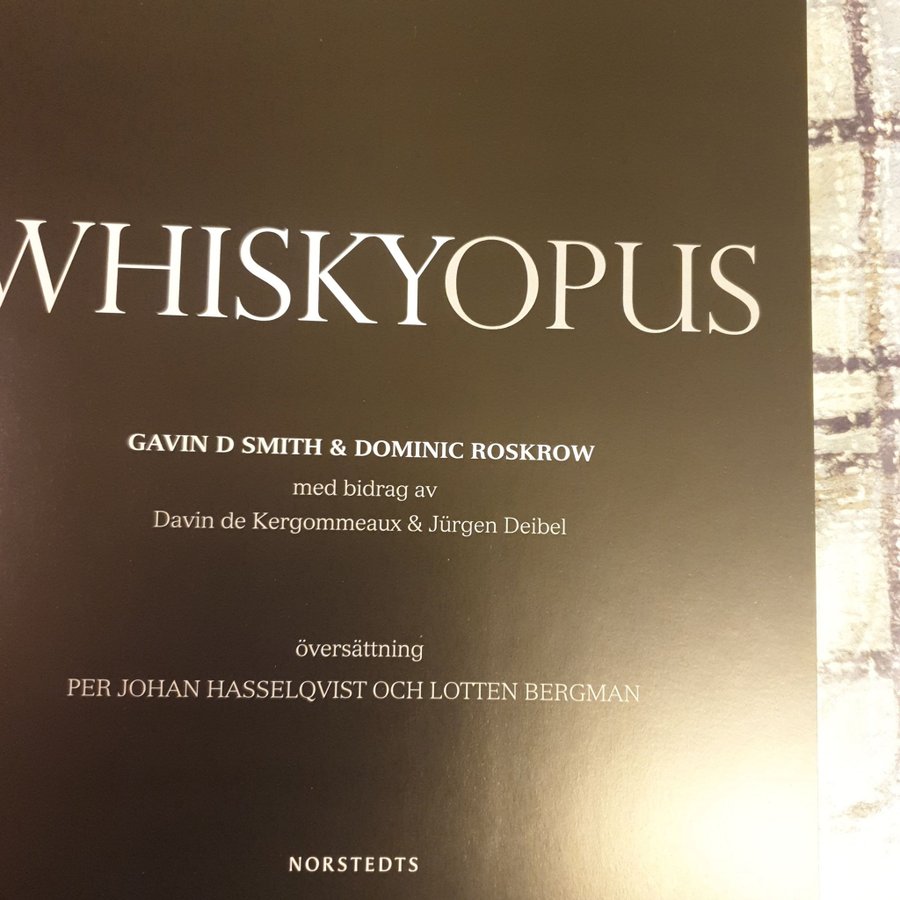 WHISKYOPUS
GAVIN D SMITH & DOMINIC ROSKROW
med bidrag av
Davin de Kergommeaux & Jürgen Deibel
översättning
PER JOHAN HASSELQVIST OCH LOTTEN BERGMAN
NORSTEDTS